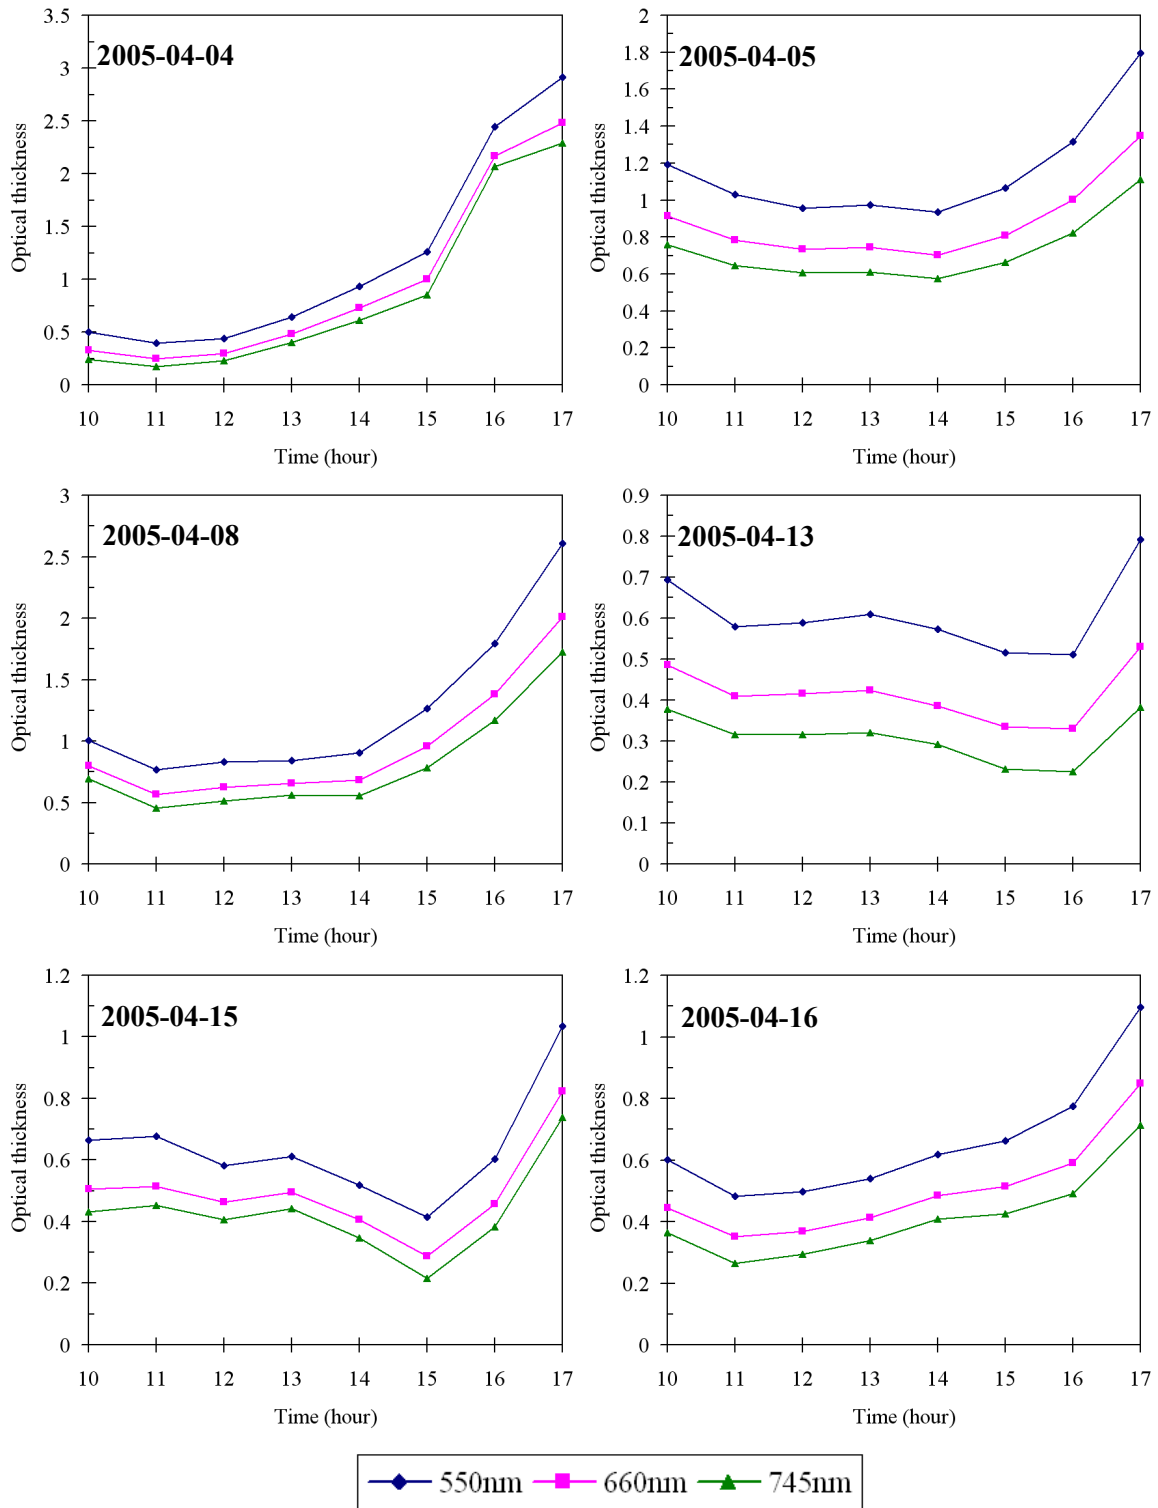 2005-04-04
Optical thickness
3.5
3
2.5
2
1.5
1
0.5
0
10 11 12 13 14 15 16 17
Time (hour)
2005-04-05
Optical thickness
2
1.8
1.6
1.4
1.2
1
0.8
0.6
0.4
0.2
0
10 11 12 13 14 15 16 17
Time (hour)
2005-04-08
Optical thickness
3
2.5
2
1.5
1
0.5
0
10 11 12 13 14 15 16 17
Time (hour)
2005-04-13
Optical thickness
0.9
0.8
0.7
0.6
0.5
0.4
0.3
0.2
0.1
0
10 11 12 13 14 15 16 17
Time (hour)
2005-04-15
Optical thickness
1.2
1
0.8
0.6
0.4
0.2
0
10 11 12 13 14 15 16 17
Time (hour)
2005-04-16
Optical thickness
1.2
1
0.8
0.6
0.4
0.2
0
10 11 12 13 14 15 16 17
Time (hour)
550nm 660nm 745nm